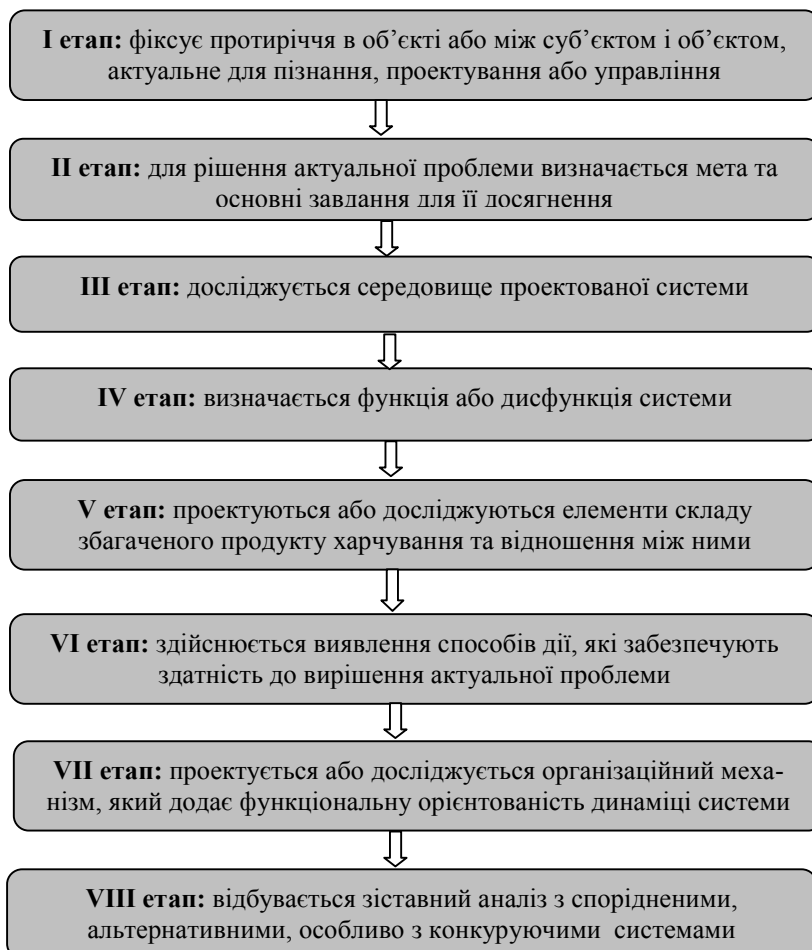 І етап: фіксує протиріччя в об’єкті або між суб’єктом і об’єктом,
актуальне для пізнання, проектування або управління
ІІ етап: для рішення актуальної проблеми визначається мета та
основні завдання для її досягнення
ІІІ етап: досліджується середовище проектованої системи
IV етап: визначається функція або дисфункція системи
V етап: проектуються або досліджуються елементи складу
збагаченого продукту харчування та відношення між ними
VI етап: здійснюється виявлення способів дії, які забезпечують
здатність до вирішення актуальної проблеми
VII етап: проектується або досліджується організаційний меха-
нізм, який додає функціональну орієнтованість динаміці системи
VIII етап: відбувається зіставний аналіз з спорідненими,
альтернативними, особливо з конкуруючими системами